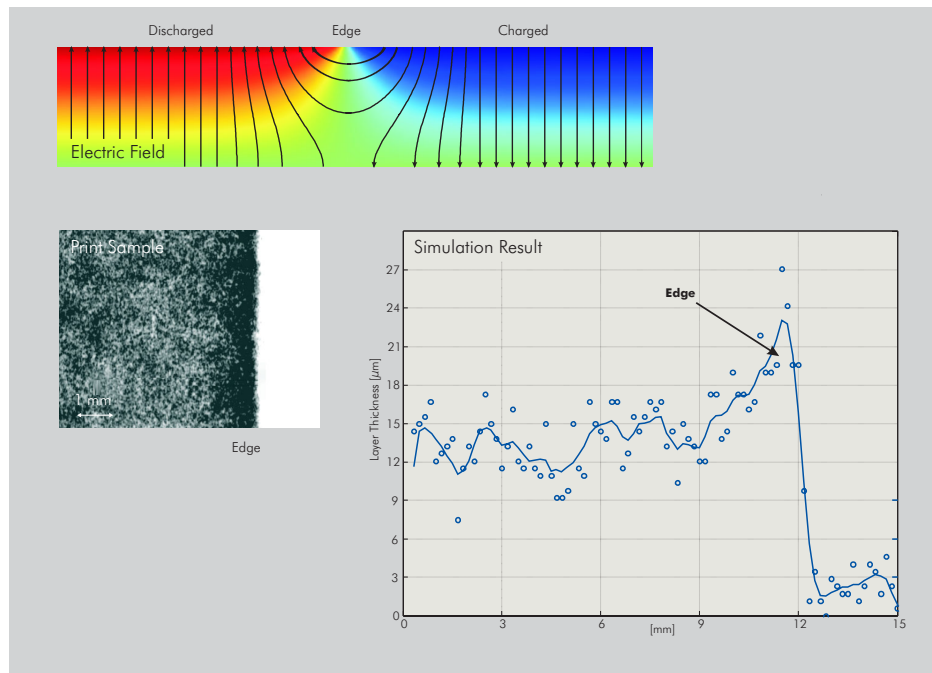 Discharged Edge Charged
Electric Field
Print Sample
1 mm
Edge
Simulation Result
Edge
Layer Thickness [µm]
27
24
21
18
15
12
9
6
3
0
0 3 6 9 12 15
[mm]